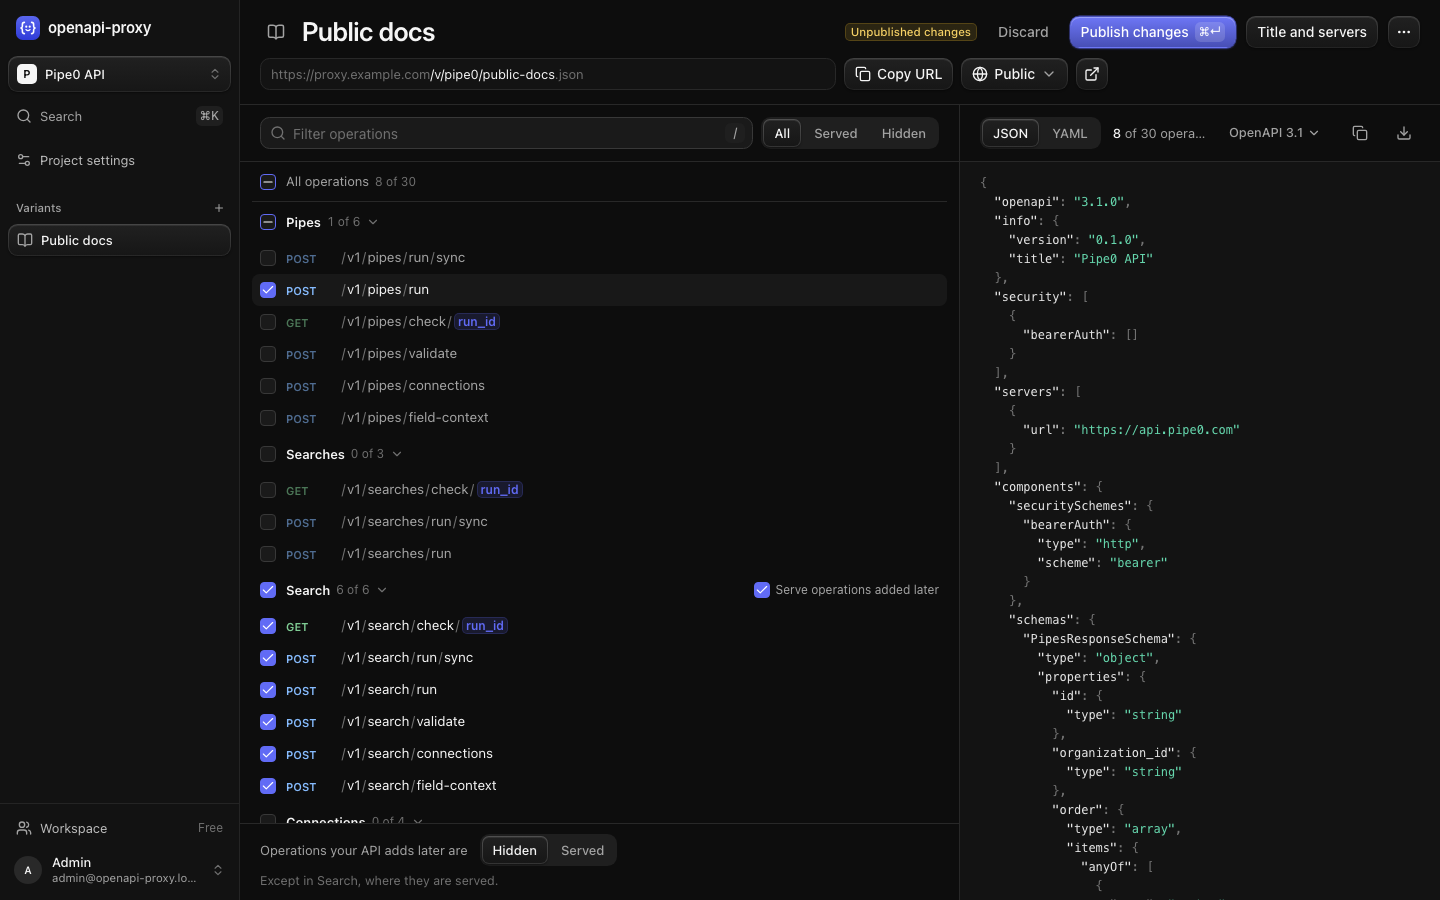 openapi-proxy
P Pipe0 API
Search ⌘K
Project settings
Variants +
Public docs
Workspace Free
A Admin
admin@openapi-proxy.lo...
Public docs
Unpublished changes Discard Publish changes ⌘↵ Title and servers ...
https://proxy.example.com/v/pipe0/public-docs.json Copy URL Public
Filter operations / All Served Hidden
All operations 8 of 30
Pipes 1 of 6
POST /v1/pipes/run/sync
POST /v1/pipes/run
GET /v1/pipes/check/run_id
POST /v1/pipes/validate
POST /v1/pipes/connections
POST /v1/pipes/field-context
Searches 0 of 3
GET /v1/searches/check/run_id
POST /v1/searches/run/sync
POST /v1/searches/run
Search 6 of 6 Serve operations added later
GET /v1/search/check/run_id
POST /v1/search/run/sync
POST /v1/search/run
POST /v1/search/validate
POST /v1/search/connections
POST /v1/search/field-context
Connections 0 of 4
Operations your API adds later are Hidden Served
Except in Search, where they are served.
JSON YAML 8 of 30 opera... OpenAPI 3.1
{
"openapi": "3.1.0",
"info": {
"version": "0.1.0",
"title": "Pipe0 API"
},
"security": [
{
"bearerAuth": []
}
],
"servers": [
{
"url": "https://api.pipe0.com"
}
],
"components": {
"securitySchemes": {
"bearerAuth": {
"type": "http",
"scheme": "bearer"
}
},
"schemas": {
"PipesResponseSchema": {
"type": "object",
"properties": {
"id": {
"type": "string"
},
"organization_id": {
"type": "string"
},
"order": {
"type": "array",
"items": {
"anyOf": [
{